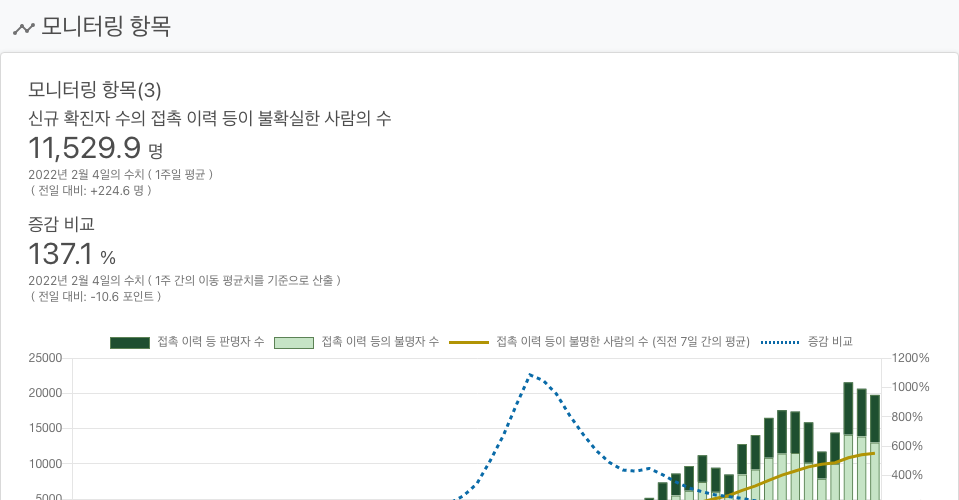 모니터링 항목
모니터링 항목(3)
신규 확진자 수의 접촉 이력 등이 불확실한 사람의 수
11,529.9 명
2022년 2월 4일의 수치 ( 1주일 평균 )
( 전일 대비: +224.6 명 )
증감 비교
137.1 %
2022년 2월 4일의 수치 ( 1주 간의 이동 평균치를 기준으로 산출 )
( 전일 대비: -10.6 포인트 )
접촉 이력 등 판명자 수 접촉 이력 등의 불명자 수 접촉 이력 등이 불명한 사람의 수 (직전 7일 간의 평균) 증감 비교
25000 1200%
1000%
20000
800%
15000
600%
10000
400%
5000